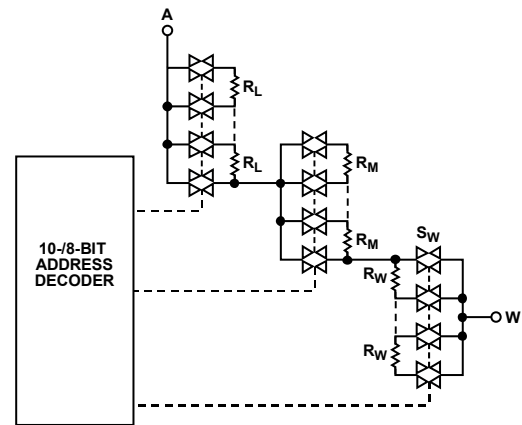 A
R_L
R_L
R_M
R_M
10-/8-BIT
ADDRESS
DECODER
S_W
R_W
W
R_W